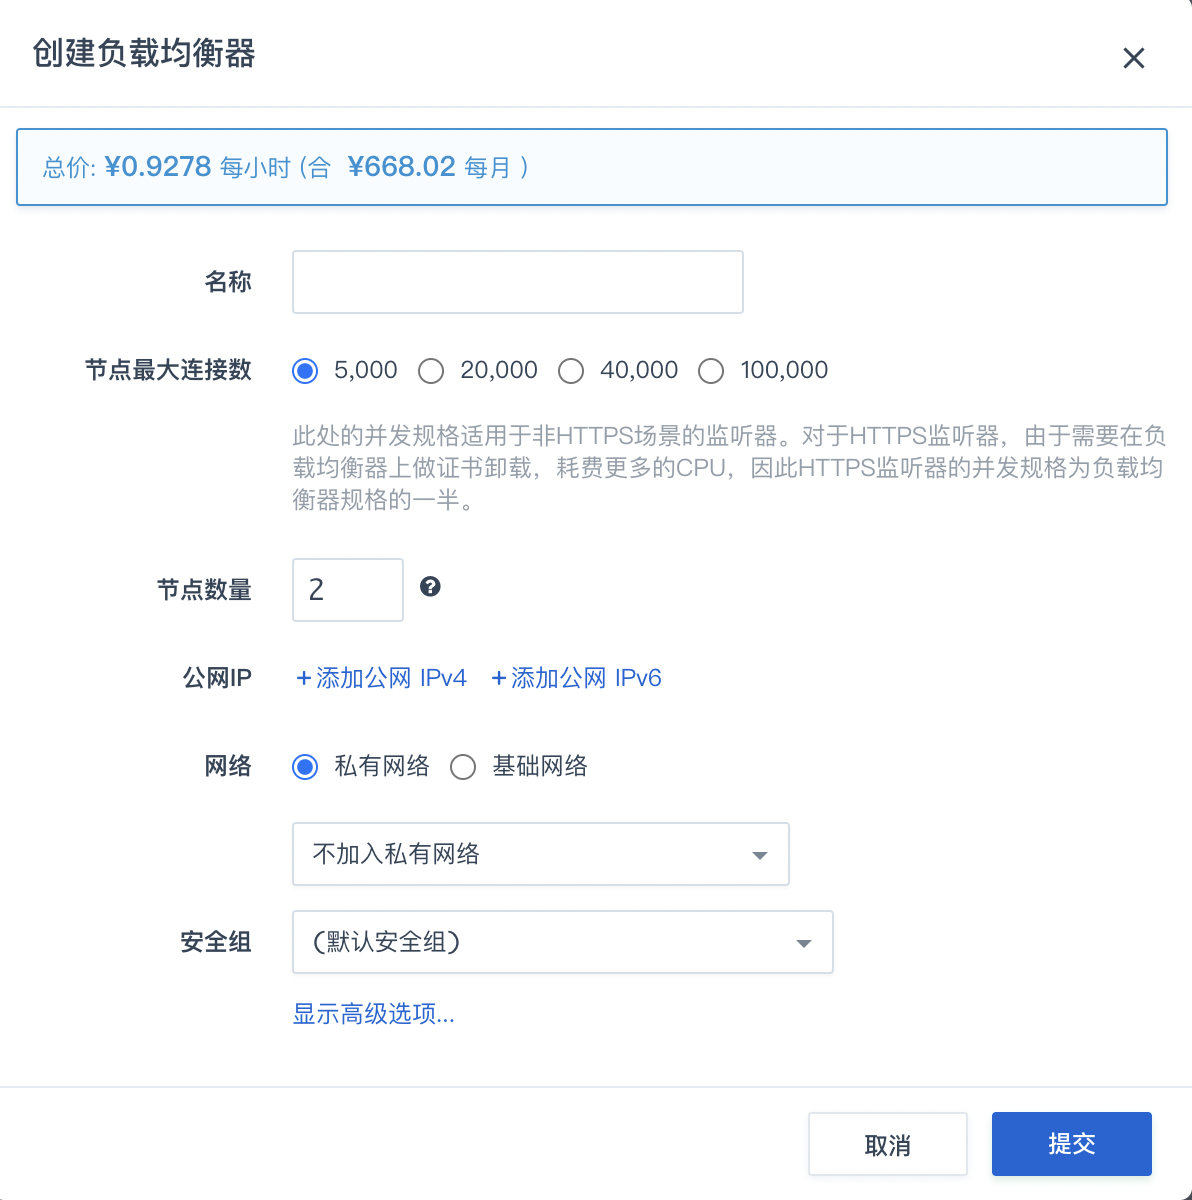 创建负载均衡器
总价: ¥0.9278 每小时 (合 ¥668.02 每月 )
名称
节点最大连接数 5,000 20,000 40,000 100,000
此处的并发规格适用于非HTTPS场景的监听器。对于HTTPS监听器，由于需要在负
载均衡器上做证书卸载，耗费更多的CPU，因此HTTPS监听器的并发规格为负载均
衡器规格的一半。
节点数量 2
公网IP +添加公网 IPv4 +添加公网 IPv6
网络 私有网络 基础网络
不加入私有网络
安全组 (默认安全组)
显示高级选项...
取消 提交